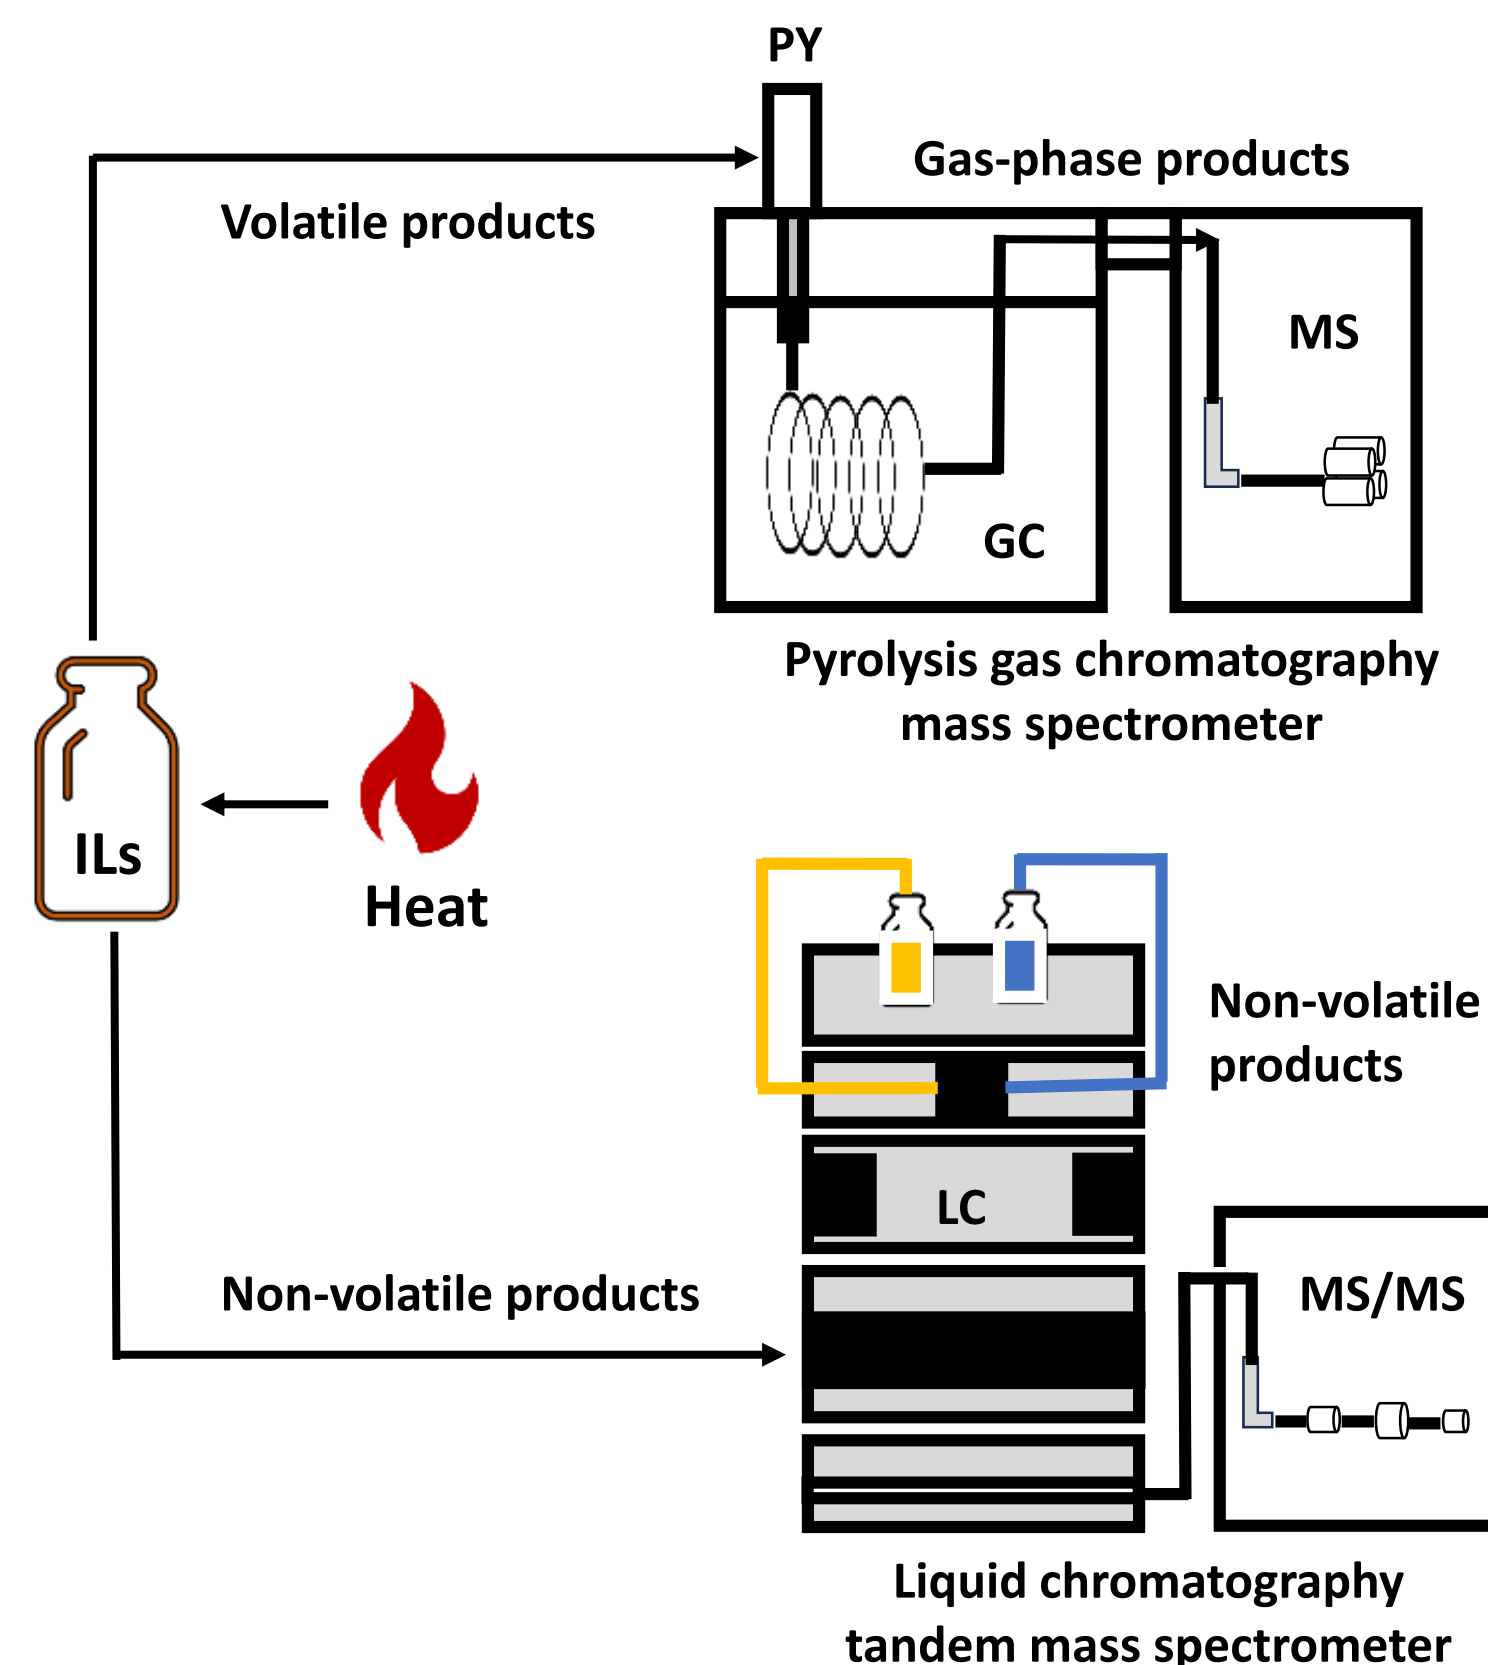 PY
Gas-phase products
Volatile products
MS
GC
Pyrolysis gas chromatography
mass spectrometer
ILs
Heat
Non-volatile
products
LC
Non-volatile products
MS/MS
Liquid chromatography
tandem mass spectrometer